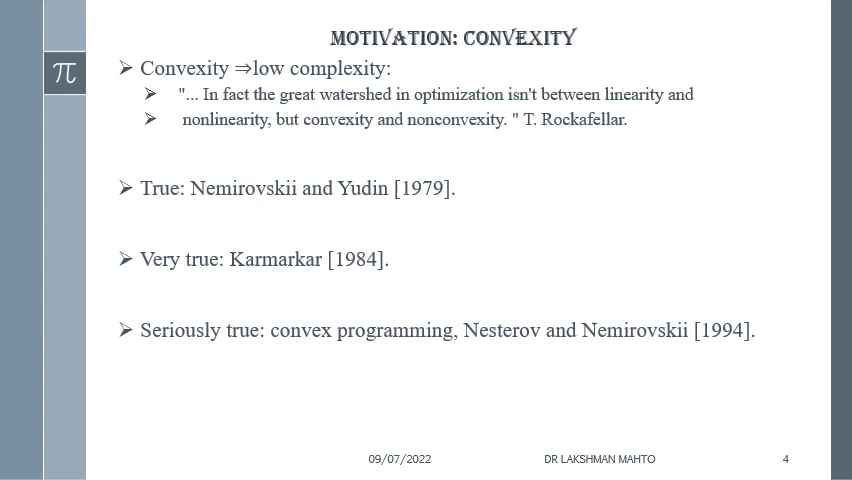 MOTIVATION: CONVEXITY
π
➢ Convexity ⇒low complexity:
➢ "... In fact the great watershed in optimization isn't between linearity and
➢ nonlinearity, but convexity and nonconvexity. " T. Rockafellar.
➢ True: Nemirovskii and Yudin [1979].
➢ Very true: Karmarkar [1984].
➢ Seriously true: convex programming, Nesterov and Nemirovskii [1994].
09/07/2022 DR LAKSHMAN MAHTO 4